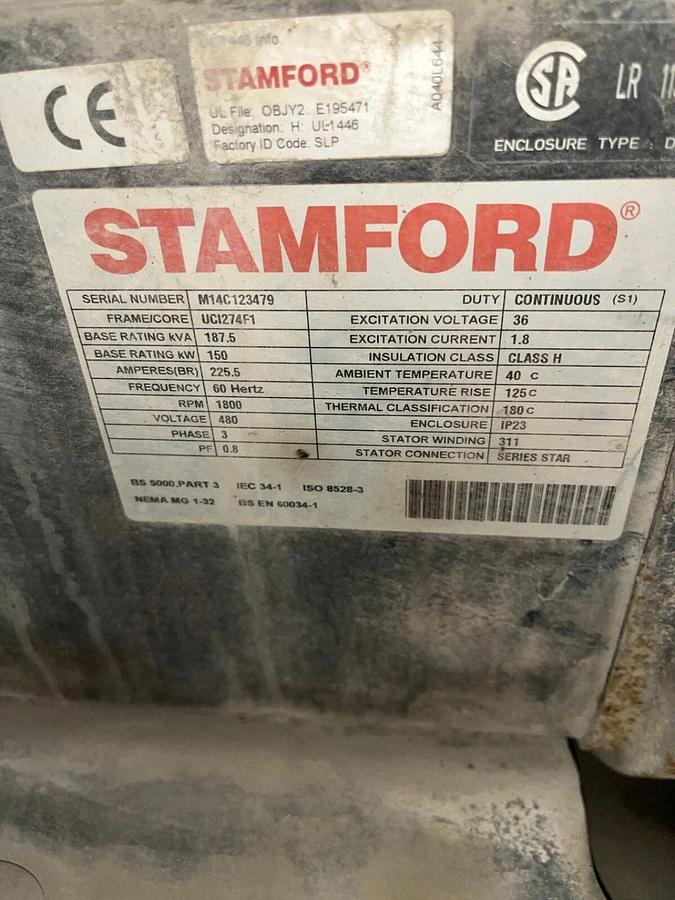 UL1446 Info
STAMFORD®
UL File: OBJY2. E195471
Designation: H: UL-1446
Factory ID Code: SLP
A040L644-A
CE
CSA
LR
ENCLOSURE TYPE : D
STAMFORD®
SERIAL NUMBER M14C123479 DUTY CONTINUOUS (S1)
FRAME/CORE UCI274F1 EXCITATION VOLTAGE 36
BASE RATING kVA 187.5 EXCITATION CURRENT 1.8
BASE RATING kW 150 INSULATION CLASS CLASS H
AMPERES(BR) 225.5 AMBIENT TEMPERATURE 40 C
FREQUENCY 60 Hertz TEMPERATURE RISE 125 C
RPM 1800 THERMAL CLASSIFICATION 180 C
VOLTAGE 480 ENCLOSURE IP23
PHASE 3 STATOR WINDING 311
PF 0.8 STATOR CONNECTION SERIES STAR
BS 5000,PART 3 IEC 34-1 ISO 8528-3
NEMA MG 1-32 BS EN 60034-1